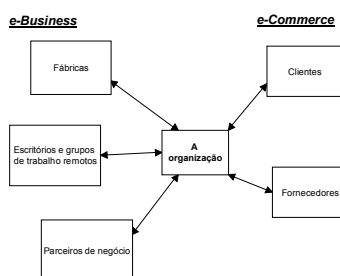 e-Business
e-Commerce
Fábricas
Clientes
A
organização
Escritórios e grupos
de trabalho remotos
Fornecedores
Parceiros de negócio